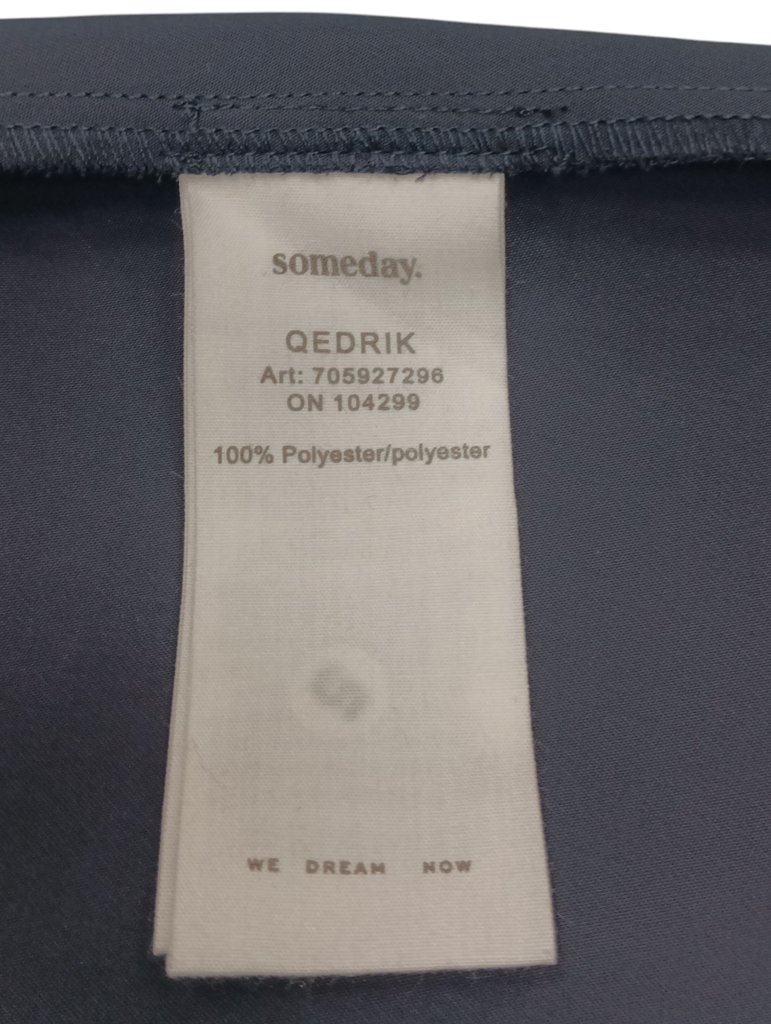 someday.
QEDRIK
Art: 705927296
ON 104299
100% Polyester/polyester
WE DREAM NOW